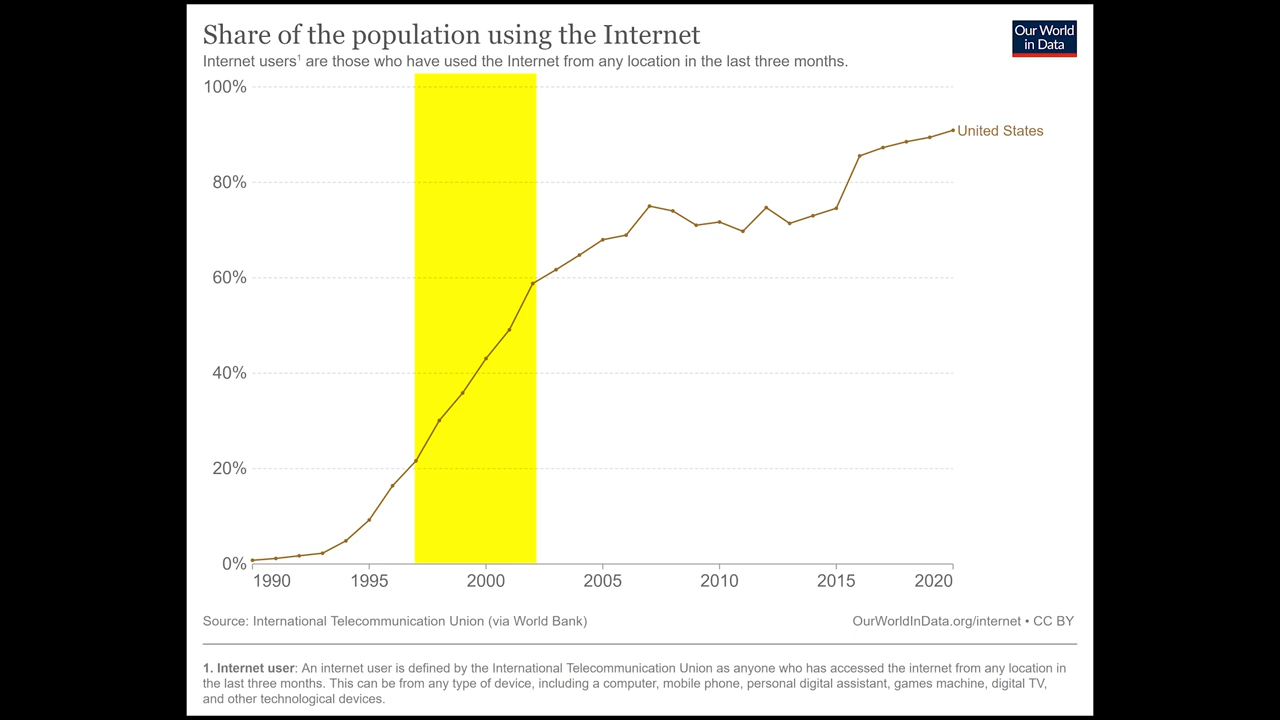 Share of the population using the Internet
Our World
in Data
Internet users¹ are those who have used the Internet from any location in the last three months.
100%
United States
80%
60%
40%
20%
0%
1990 1995 2000 2005 2010 2015 2020
Source: International Telecommunication Union (via World Bank)
OurWorldInData.org/internet • CC BY
1. Internet user: An internet user is defined by the International Telecommunication Union as anyone who has accessed the internet from any location in
the last three months. This can be from any type of device, including a computer, mobile phone, personal digital assistant, games machine, digital TV,
and other technological devices.